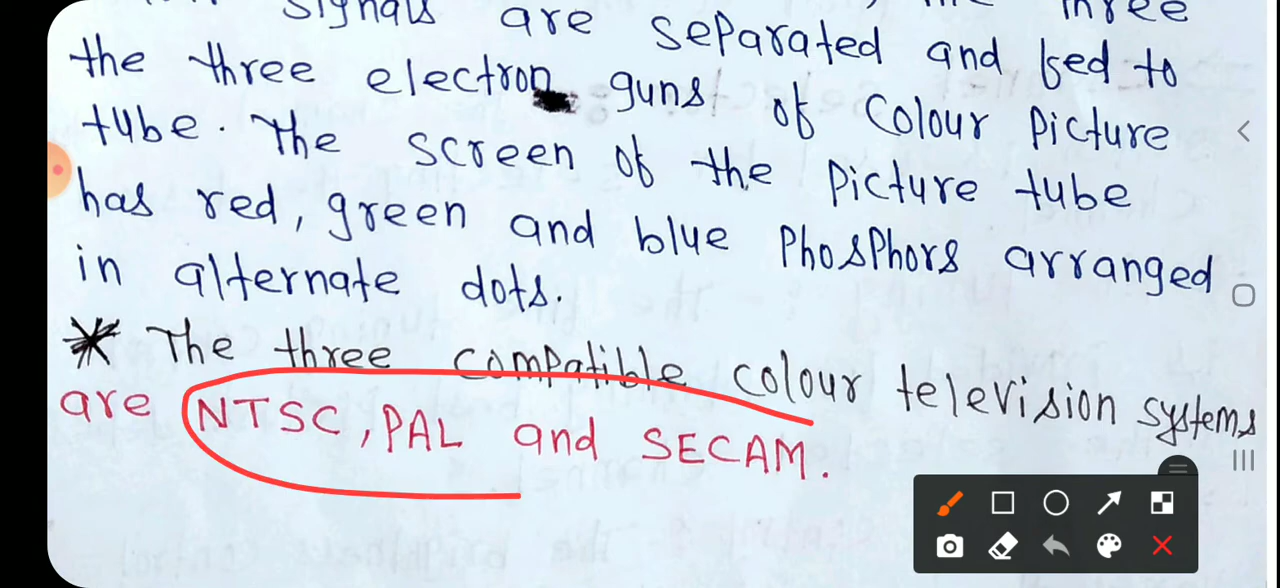 signals are separated and fed to
the three electron guns of Colour Picture
tube. The screen of the Picture tube
has red, green and blue Phosphors arranged
in alternate dots.
* The three compatible colour television systems
are NTSC, PAL and SECAM.